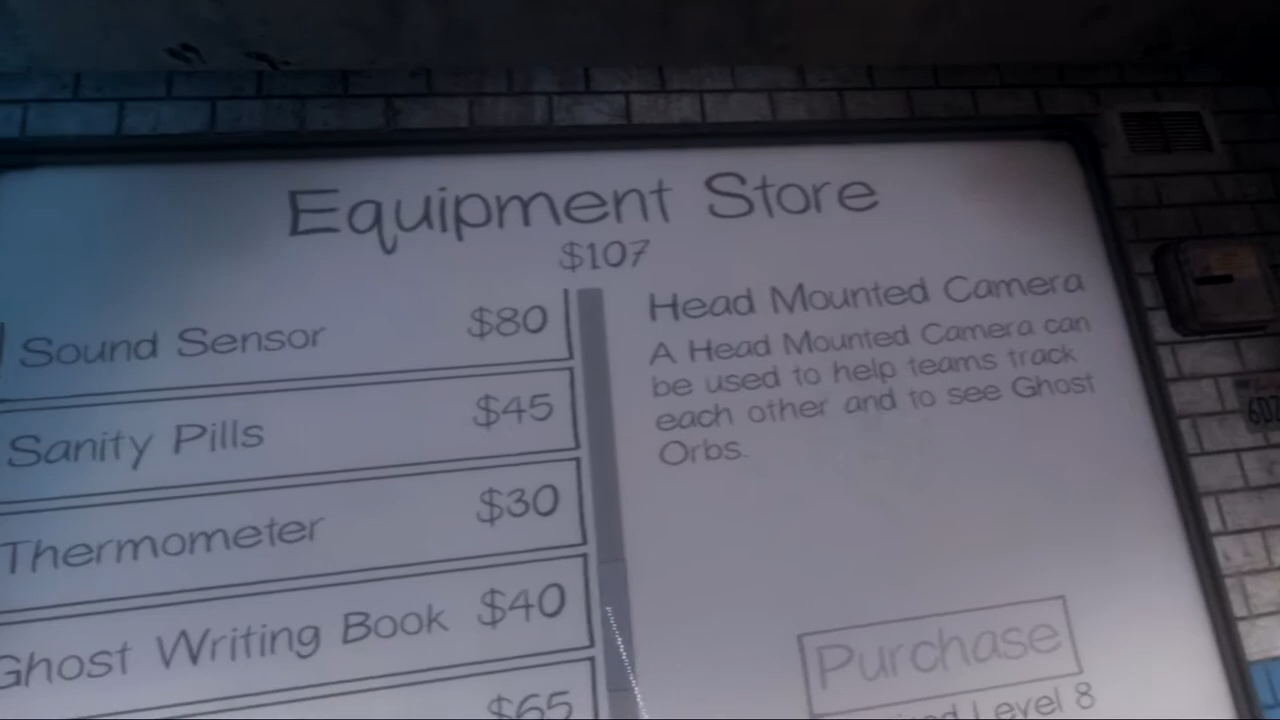 Equipment Store
$107
Sound Sensor $80
Sanity Pills $45
Thermometer $30
Ghost Writing Book $40
$65
Head Mounted Camera
A Head Mounted Camera can
be used to help teams track
each other and to see Ghost
Orbs.
Purchase
Level 8